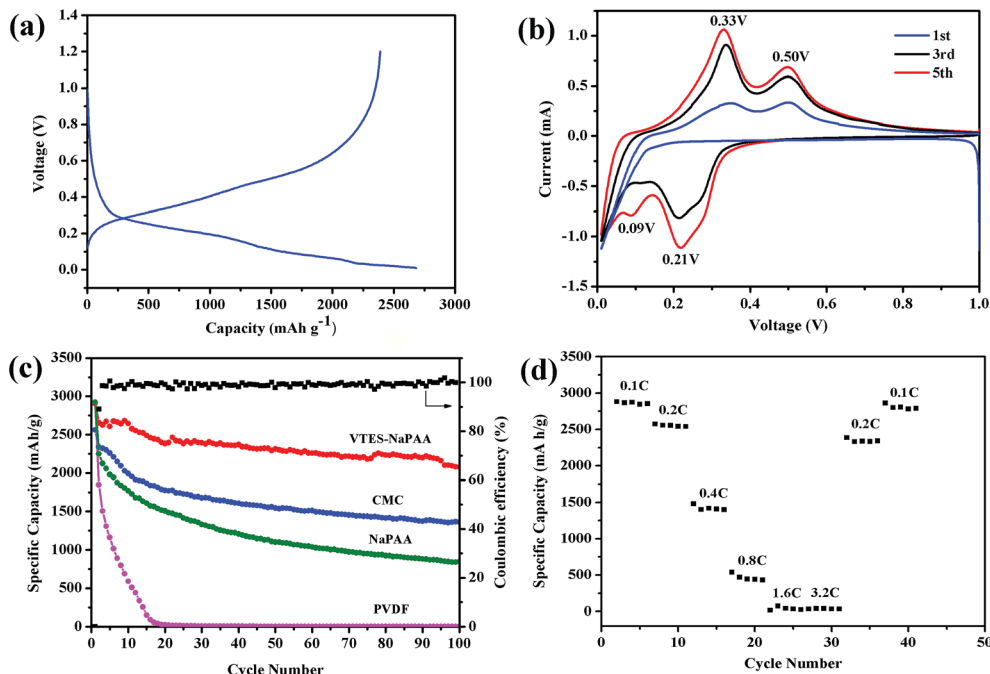 (a)
1.2
1.0
0.8
0.6
0.4
0.2
0.0
Voltage (V)
0 500 1000 1500 2000 2500 3000
Capacity (mAh g-1)
(b)
1.0
0.5
0.0
-0.5
-1.0
-1.5
Current (mA)
0.33V
0.50V
1st
3rd
5th
0.09V
0.21V
0.0 0.2 0.4 0.6 0.8 1.0
Voltage (V)
(c)
3500
3000
2500
2000
1500
1000
500
0
Specific Capacity (mAh/g)
VTES-NaPAA
CMC
NaPAA
PVDF
100
80
60
40
20
0
Coulombic efficiency (%)
0 10 20 30 40 50 60 70 80 90 100
Cycle Number
(d)
3500
3000
2500
2000
1500
1000
500
0
Specific Capacity (mA h/g)
0.1C
0.2C
0.4C
0.8C
1.6C 3.2C
0.2C
0.1C
0 10 20 30 40 50
Cycle Number